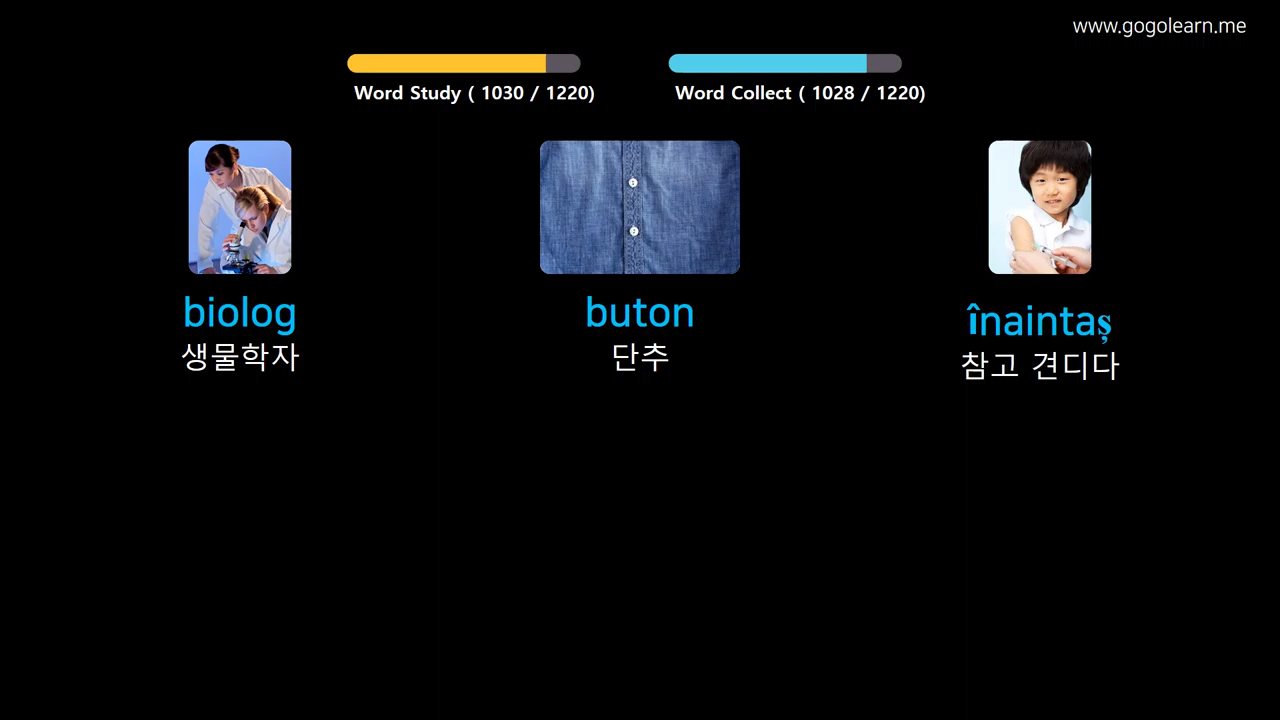 www.gogolearn.me
Word Study ( 1030 / 1220)
Word Collect ( 1028 / 1220)
biolog
생물학자
buton
단추
înaintaș
참고 견디다